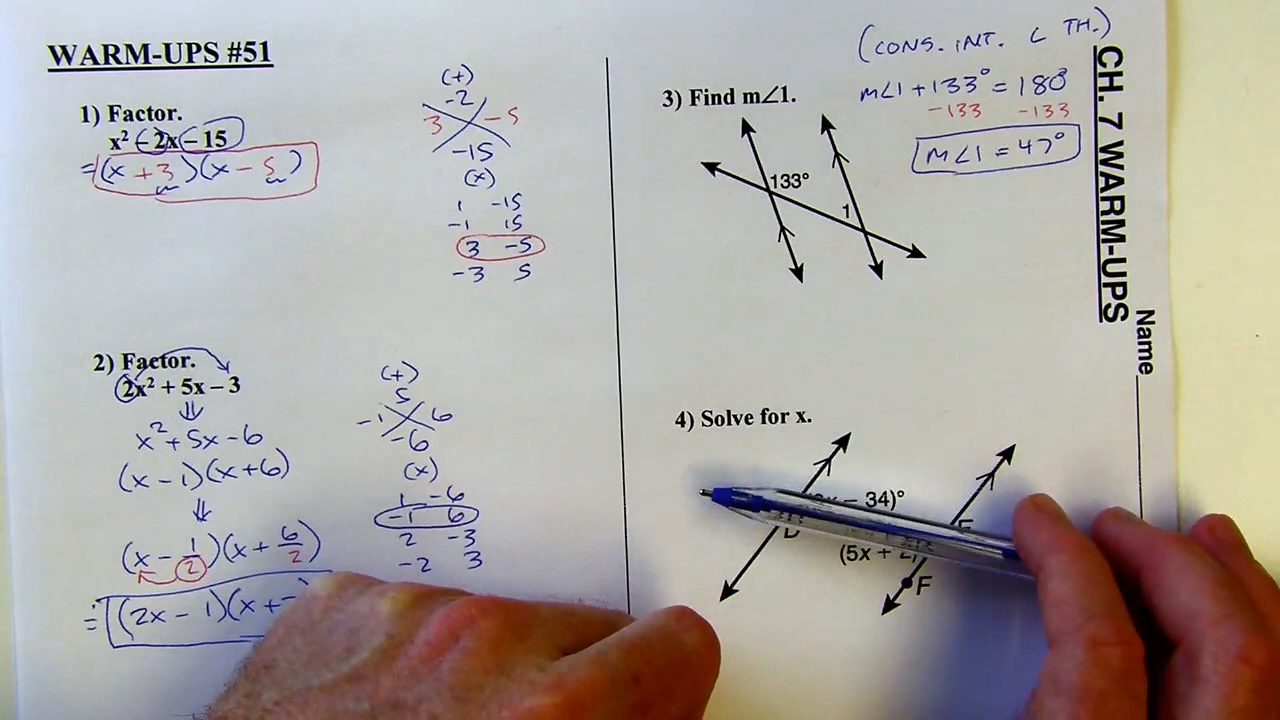 WARM-UPS #51
1) Factor.
x² − 2x − 15
= (x + 3)(x − 5)
(+)
-2
3 -5
-15
(x)
1 -15
-1 15
3 -5
-3 5
2) Factor.
2x² + 5x – 3
⇓
x² + 5x - 6
(x - 1)(x + 6)
⇓
(x - 1/2)(x + 6/2)
= (2x - 1)(x +
(+)
5
-1 6
-6
(x)
1 -6
-1 6
2 -3
-2 3
(CONS. INT. ∠ TH.)
3) Find m∠1.
m∠1 + 133° = 180°
-133 -133
m∠1 = 47°
133°
1
4) Solve for x.
– 34)°
(5x +
F
CH. 7 WARM-UPS
Name